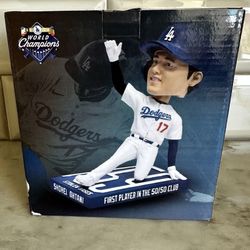 WORLD
Champions
LA
Dodgers
Dodgers
17
SHOHEI OHTANI
FIRST PLAYER IN THE 50/50 CLUB